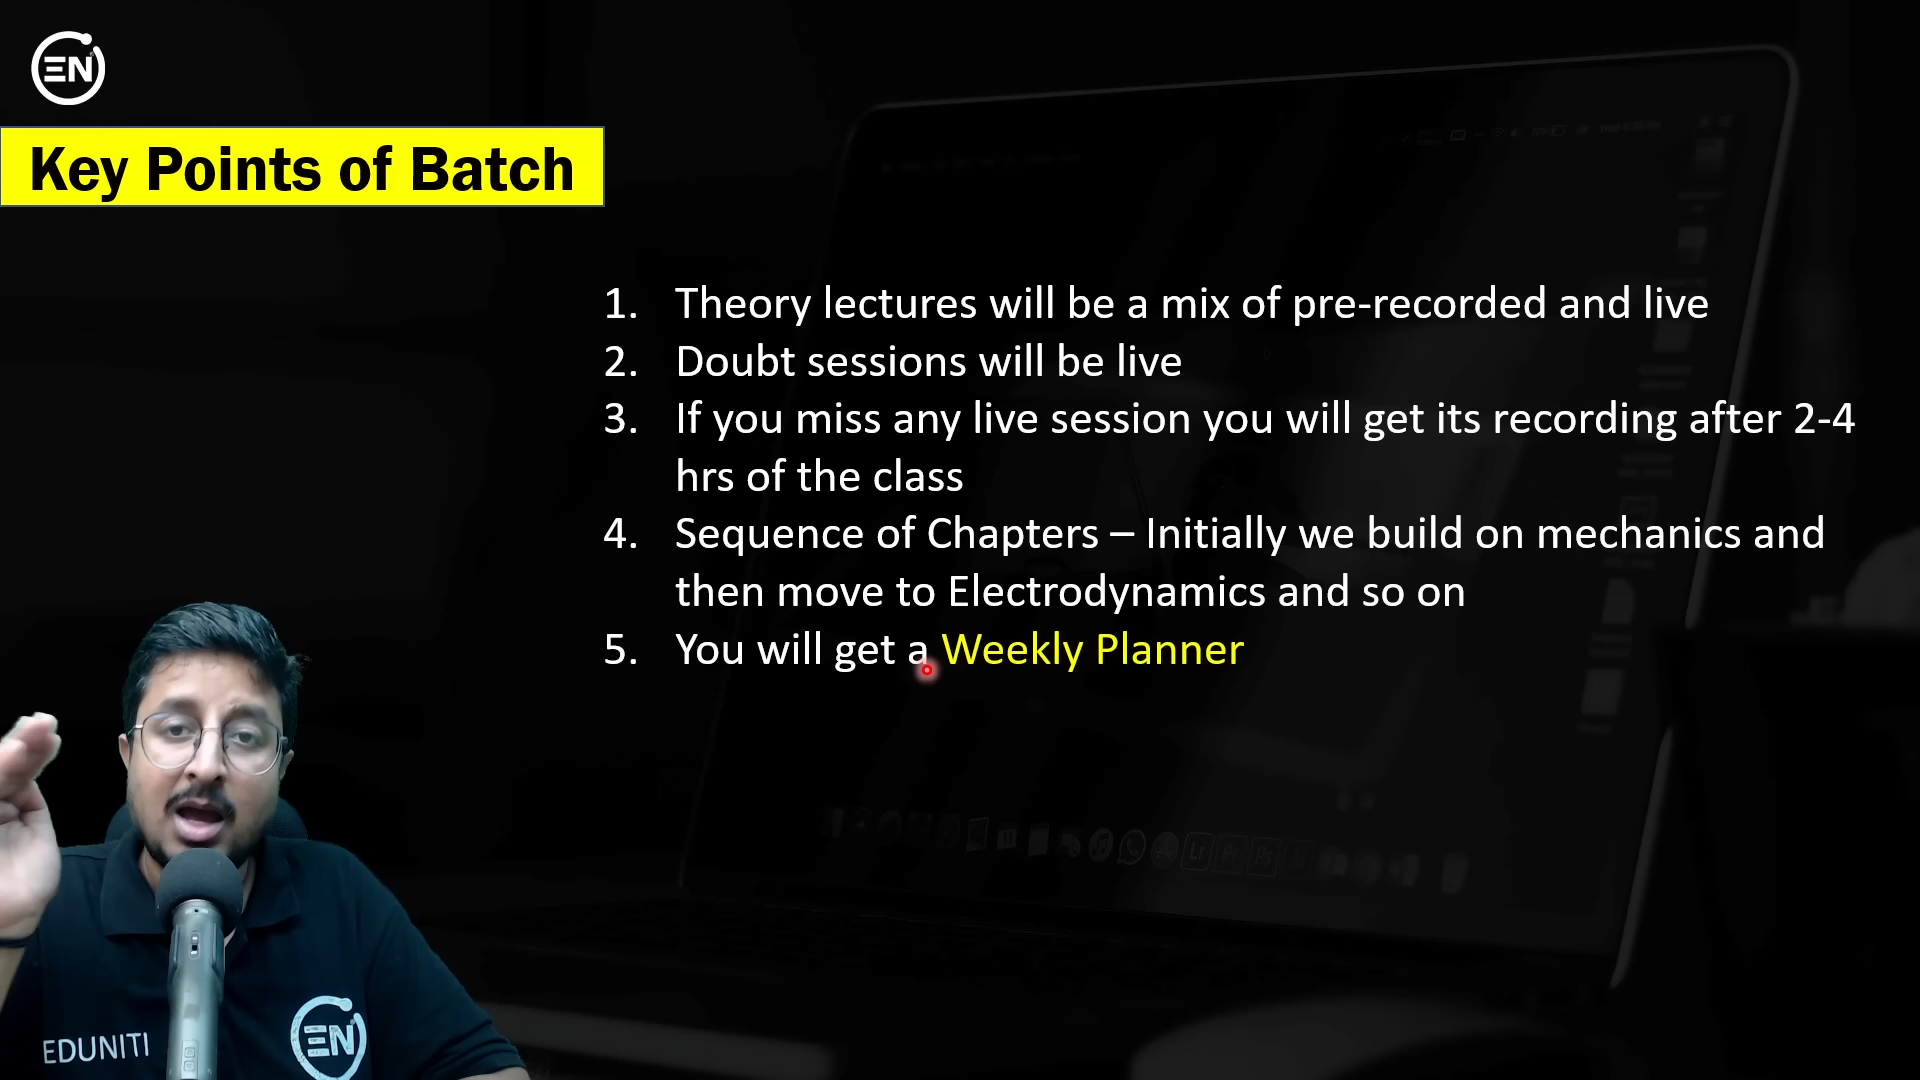 EN
Key Points of Batch
1. Theory lectures will be a mix of pre-recorded and live
2. Doubt sessions will be live
3. If you miss any live session you will get its recording after 2-4
hrs of the class
4. Sequence of Chapters – Initially we build on mechanics and
then move to Electrodynamics and so on
5. You will get a Weekly Planner
EDUNITI
EN